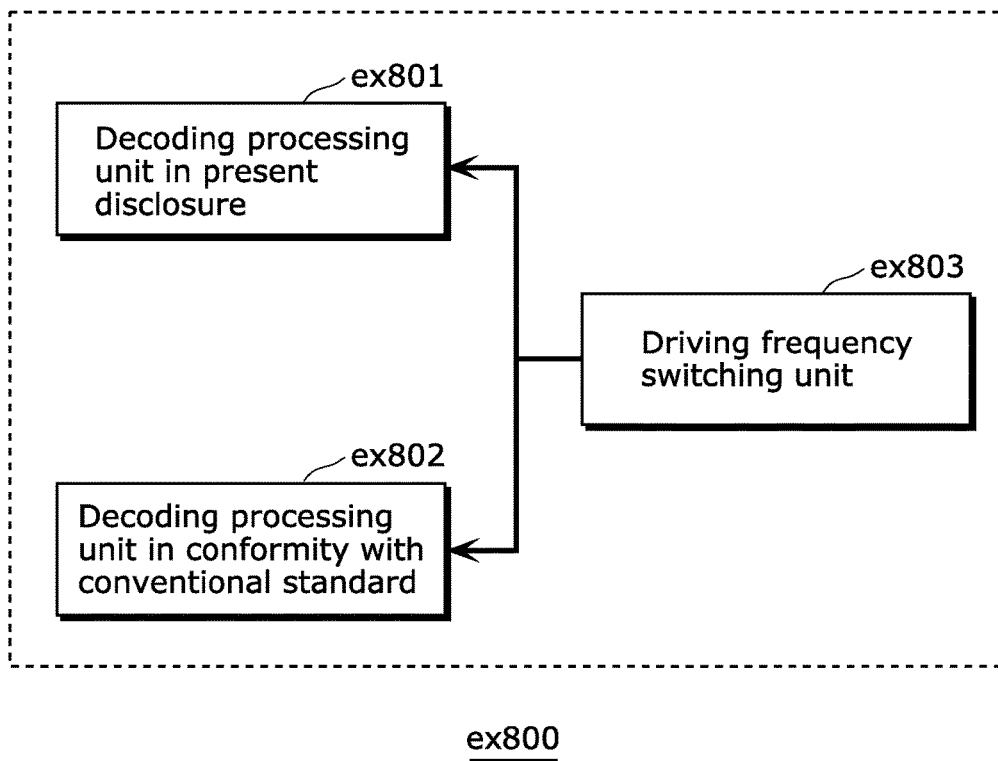 ex801
Decoding processing
unit in present
disclosure
ex803
Driving frequency
switching unit
ex802
Decoding processing
unit in conformity with
conventional standard
ex800